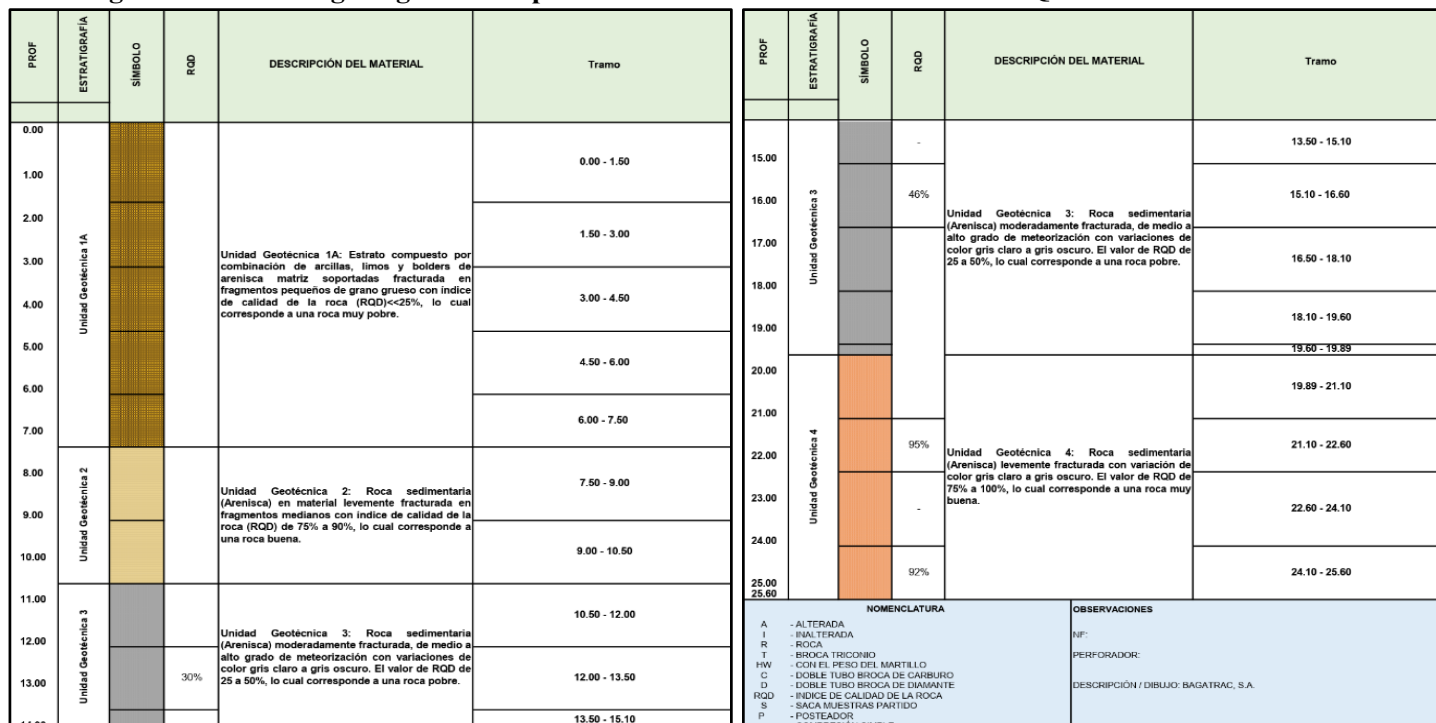 PROF
ESTRATIGRAFÍA
SÍMBOLO
RQD
DESCRIPCIÓN DEL MATERIAL
Tramo
0.00
1.00
2.00
3.00
4.00
5.00
6.00
7.00
8.00
9.00
10.00
11.00
12.00
13.00
Unidad Geotécnica 1A
Unidad Geotécnica 1A: Estrato compuesto por
combinación de arcillas, limos y bolders de
arenisca matriz soportadas fracturada en
fragmentos pequeños de grano grueso con índice
de calidad de la roca (RQD)<<25%, lo cual
corresponde a una roca muy pobre.
0.00 - 1.50
1.50 - 3.00
3.00 - 4.50
4.50 - 6.00
6.00 - 7.50
Unidad Geotécnica 2
Unidad Geotécnica 2: Roca sedimentaria
(Arenisca) en material levemente fracturada en
fragmentos medianos con índice de calidad de la
roca (RQD) de 75% a 90%, lo cual corresponde a
una roca buena.
7.50 - 9.00
9.00 - 10.50
Unidad Geotécnica 3
30%
Unidad Geotécnica 3: Roca sedimentaria
(Arenisca) moderadamente fracturada, de medio a
alto grado de meteorización con variaciones de
color gris claro a gris oscuro. El valor de RQD de
25 a 50%, lo cual corresponde a una roca pobre.
10.50 - 12.00
12.00 - 13.50
13.50 - 15.10
PROF
ESTRATIGRAFÍA
SÍMBOLO
RQD
DESCRIPCIÓN DEL MATERIAL
Tramo
15.00
16.00
17.00
18.00
19.00
20.00
21.00
22.00
23.00
24.00
25.00
25.60
Unidad Geotécnica 3
-
46%
Unidad Geotécnica 3: Roca sedimentaria
(Arenisca) moderadamente fracturada, de medio a
alto grado de meteorización con variaciones de
color gris claro a gris oscuro. El valor de RQD de
25 a 50%, lo cual corresponde a una roca pobre.
13.50 - 15.10
15.10 - 16.60
16.50 - 18.10
18.10 - 19.60
19.60 - 19.89
Unidad Geotécnica 4
95%
-
92%
Unidad Geotécnica 4: Roca sedimentaria
(Arenisca) levemente fracturada con variación de
color gris claro a gris oscuro. El valor de RQD de
75% a 100%, lo cual corresponde a una roca muy
buena.
19.89 - 21.10
21.10 - 22.60
22.60 - 24.10
24.10 - 25.60
NOMENCLATURA
A - ALTERADA
I - INALTERADA
R - ROCA
T - BROCA TRICONIO
HW - CON EL PESO DEL MARTILLO
C - DOBLE TUBO BROCA DE CARBURO
D - DOBLE TUBO BROCA DE DIAMANTE
RQD - INDICE DE CALIDAD DE LA ROCA
S - SACA MUESTRAS PARTIDO
P - POSTEADOR
OBSERVACIONES
NF:
PERFORADOR:
DESCRIPCIÓN / DIBUJO: BAGATRAC, S.A.